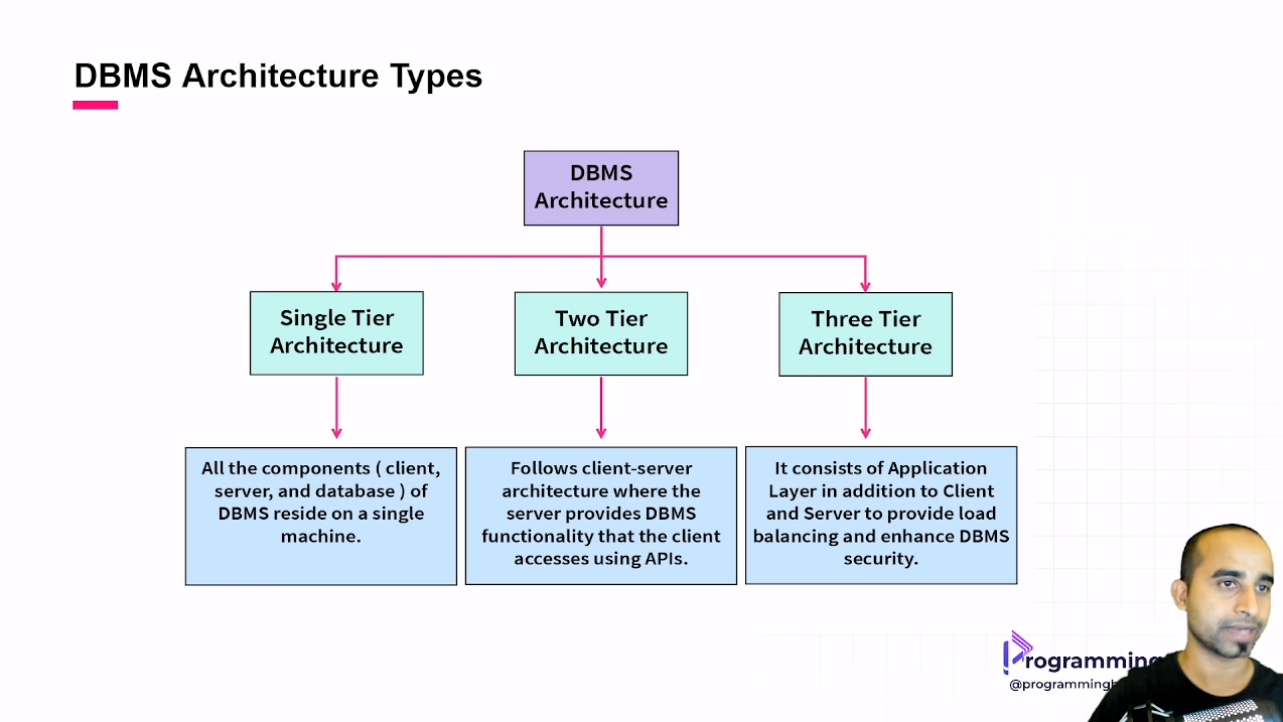 DBMS Architecture Types
DBMS
Architecture
Single Tier
Architecture
Two Tier
Architecture
Three Tier
Architecture
All the components ( client,
server, and database ) of
DBMS reside on a single
machine.
Follows client-server
architecture where the
server provides DBMS
functionality that the client
accesses using APIs.
It consists of Application
Layer in addition to Client
and Server to provide load
balancing and enhance DBMS
security.
Programming